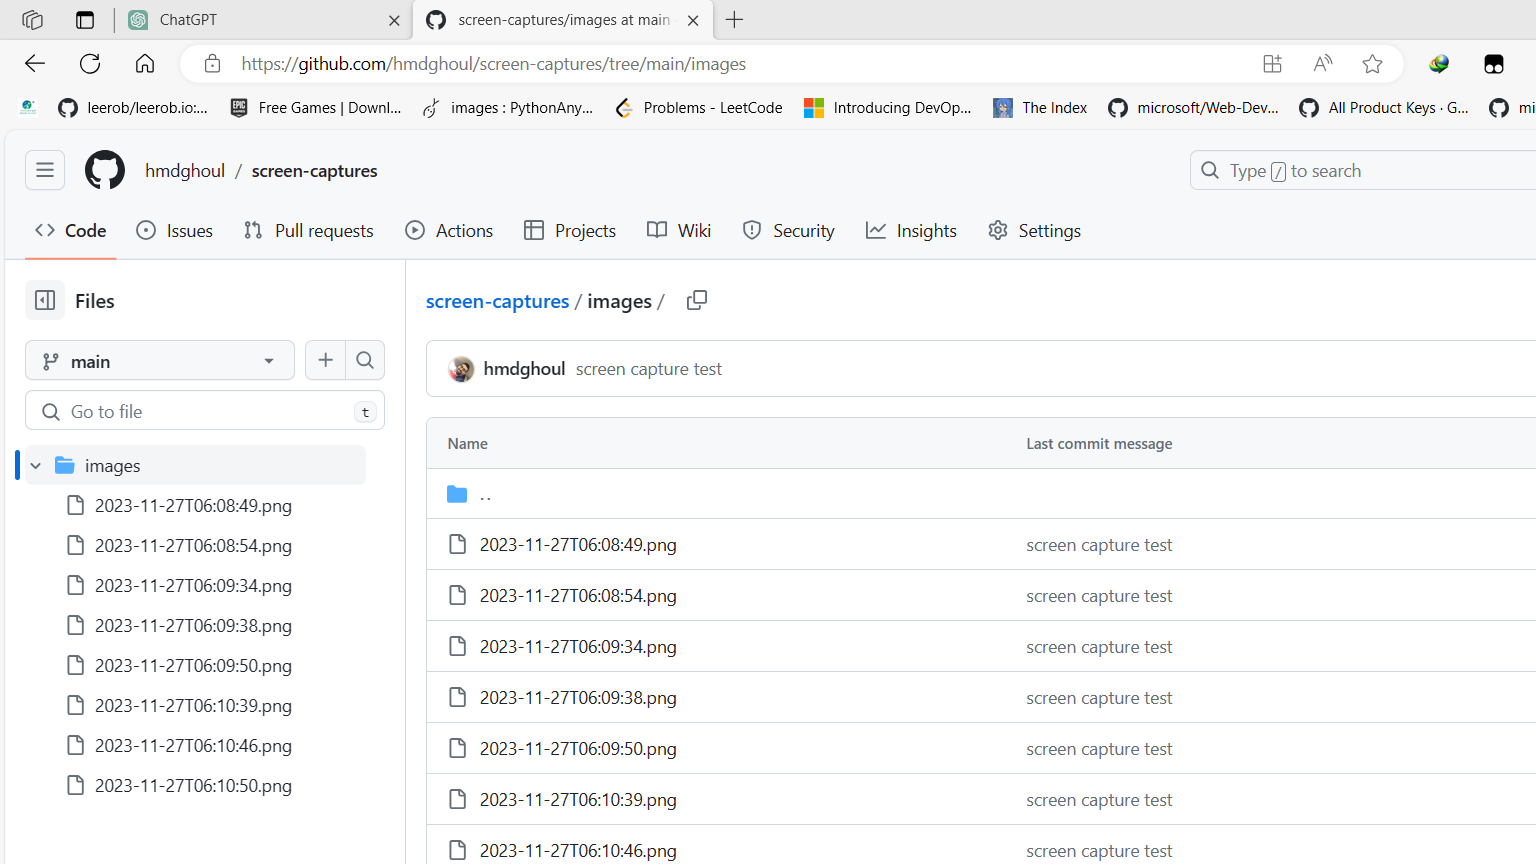 ChatGPT
screen-captures/images at main
https://github.com/hmdghoul/screen-captures/tree/main/images
leerob/leerob.io:...
Free Games | Downl...
images : PythonAny...
Problems - LeetCode
Introducing DevOp...
The Index
microsoft/Web-Dev...
All Product Keys · G...
mi
hmdghoul / screen-captures
Type / to search
Code
Issues
Pull requests
Actions
Projects
Wiki
Security
Insights
Settings
Files
main
Go to file
t
images
2023-11-27T06:08:49.png
2023-11-27T06:08:54.png
2023-11-27T06:09:34.png
2023-11-27T06:09:38.png
2023-11-27T06:09:50.png
2023-11-27T06:10:39.png
2023-11-27T06:10:46.png
2023-11-27T06:10:50.png
screen-captures / images /
hmdghoul screen capture test
Name Last commit message
..
2023-11-27T06:08:49.png screen capture test
2023-11-27T06:08:54.png screen capture test
2023-11-27T06:09:34.png screen capture test
2023-11-27T06:09:38.png screen capture test
2023-11-27T06:09:50.png screen capture test
2023-11-27T06:10:39.png screen capture test
2023-11-27T06:10:46.png screen capture test